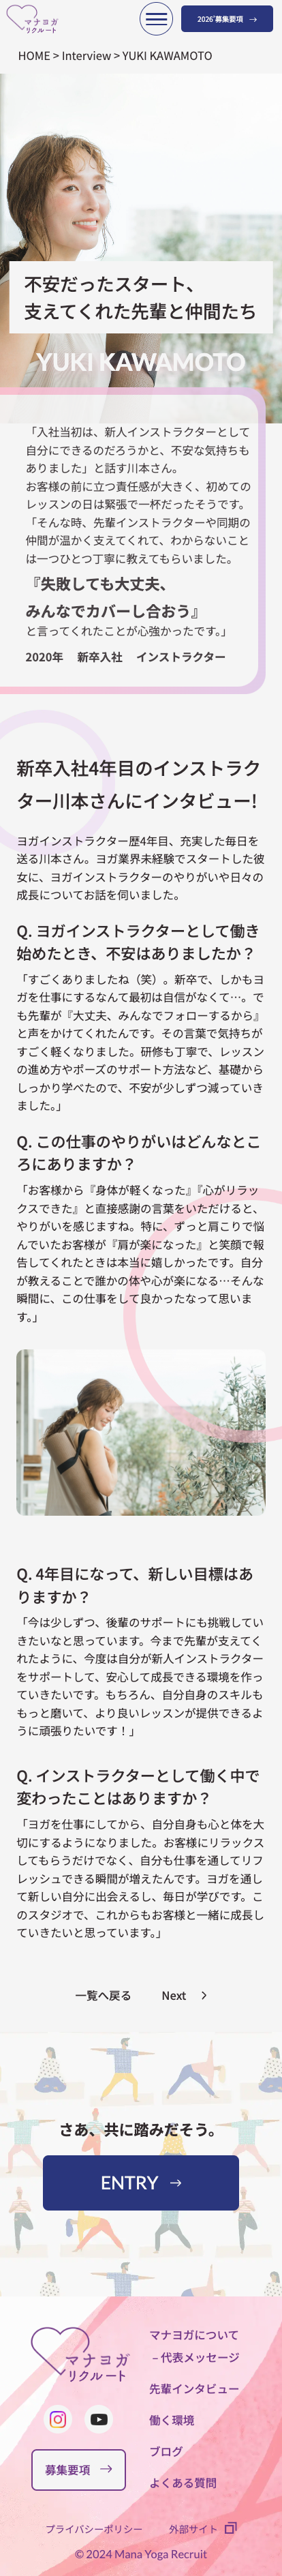 マナヨガ
リクルート
2026'募集要項 →
HOME > Interview > YUKI KAWAMOTO
不安だったスタート、
支えてくれた先輩と仲間たち
YUKI KAWAMOTO
「入社当初は、新人インストラクターとして
自分にできるのだろうかと、不安な気持ちも
ありました」と話す川本さん。
お客様の前に立つ責任感が大きく、初めての
レッスンの日は緊張で一杯だったそうです。
「そんな時、先輩インストラクターや同期の
仲間が温かく支えてくれて、わからないこと
は一つひとつ丁寧に教えてもらいました。
『失敗しても大丈夫、
みんなでカバーし合おう』
と言ってくれたことが心強かったです。」
2020年 新卒入社 インストラクター
新卒入社4年目のインストラク
ター川本さんにインタビュー!
ヨガインストラクター歴4年目、充実した毎日を
送る川本さん。ヨガ業界未経験でスタートした彼
女に、ヨガインストラクターのやりがいや日々の
成長についてお話を伺いました。
Q. ヨガインストラクターとして働き
始めたとき、不安はありましたか？
「すごくありましたね（笑）。新卒で、しかもヨ
ガを仕事にするなんて最初は自信がなくて…。で
も先輩が『大丈夫、みんなでフォローするから』
と声をかけてくれたんです。その言葉で気持ちが
すごく軽くなりました。研修も丁寧で、レッスン
の進め方やポーズのサポート方法など、基礎から
しっかり学べたので、不安が少しずつ減っていき
ました。」
Q. この仕事のやりがいはどんなとこ
ろにありますか？
「お客様から『身体が軽くなった』『心がリラッ
クスできた』と直接感謝の言葉をいただけると、
やりがいを感じますね。特に、ずっと肩こりで悩
んでいたお客様が『肩が楽になった』と笑顔で報
告してくれたときは本当に嬉しかったです。自分
が教えることで誰かの体や心が楽になる…そんな
瞬間に、この仕事をして良かったなって思いま
す。」
Q. 4年目になって、新しい目標はあ
りますか？
「今は少しずつ、後輩のサポートにも挑戦してい
きたいなと思っています。今まで先輩が支えてく
れたように、今度は自分が新人インストラクター
をサポートして、安心して成長できる環境を作っ
ていきたいです。もちろん、自分自身のスキルも
もっと磨いて、より良いレッスンが提供できるよ
うに頑張りたいです！」
Q. インストラクターとして働く中で
変わったことはありますか？
「ヨガを仕事にしてから、自分自身も心と体を大
切にするようになりました。お客様にリラックス
してもらうだけでなく、自分も仕事を通してリフ
レッシュできる瞬間が増えたんです。ヨガを通し
て新しい自分に出会えるし、毎日が学びです。こ
のスタジオで、これからもお客様と一緒に成長し
ていきたいと思っています。」
一覧へ戻る Next >
さあ、共に踏みだそう。
ENTRY →
マナヨガ
リクルート
募集要項 →
マナヨガについて
－代表メッセージ
先輩インタビュー
働く環境
ブログ
よくある質問
プライバシーポリシー 外部サイト
© 2024 Mana Yoga Recruit